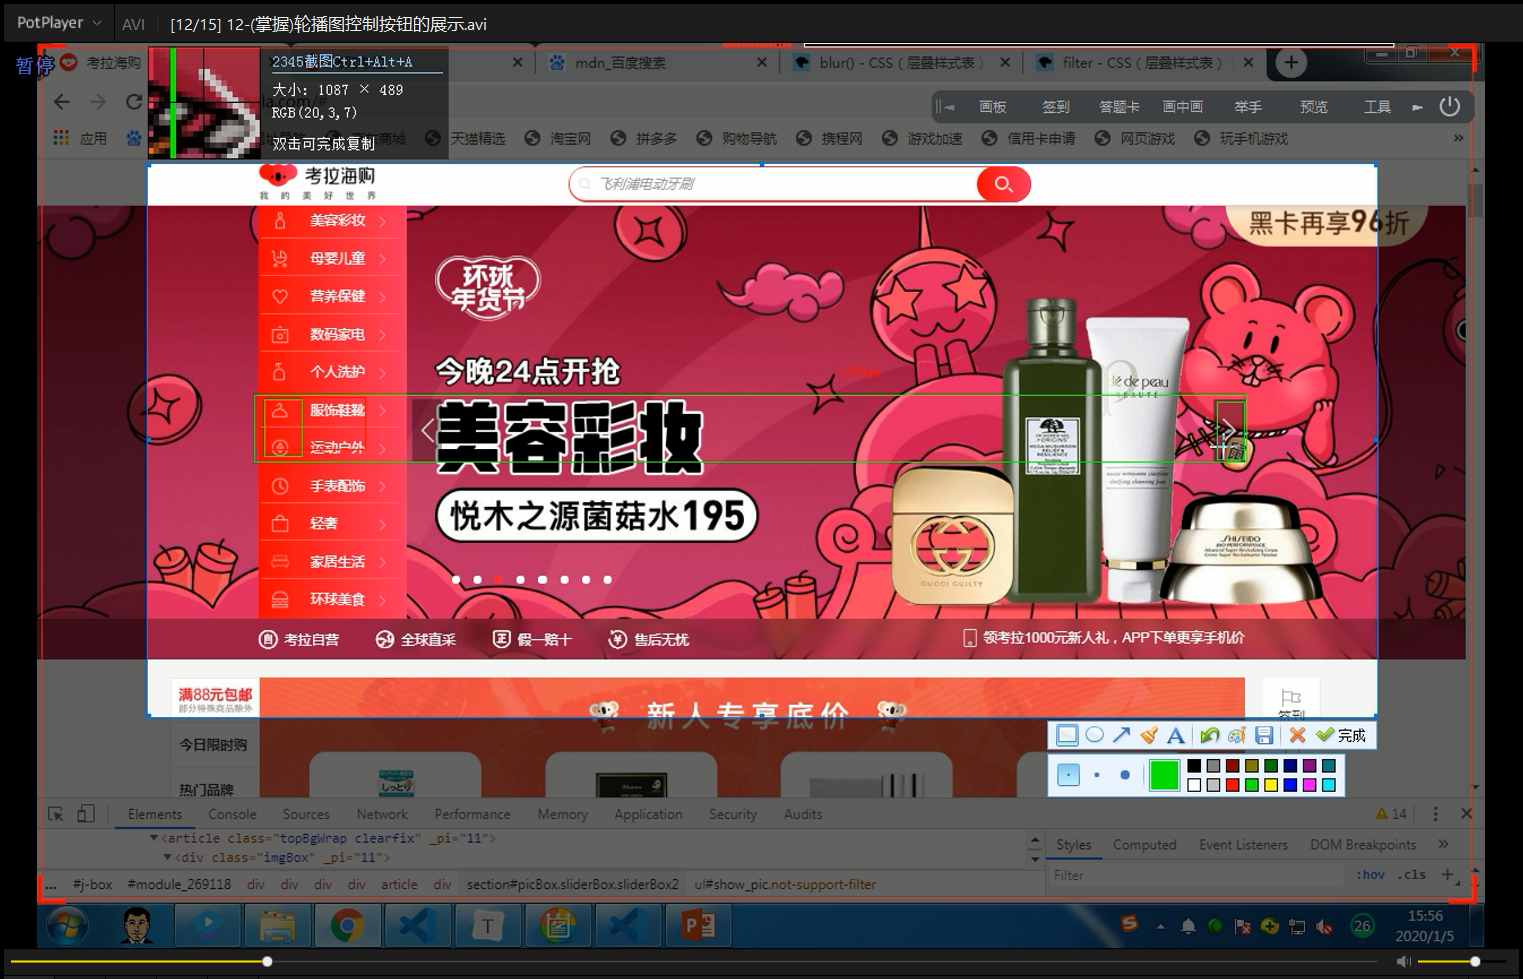 PotPlayer
AVI
[12/15] 12-(掌握)轮播图控制按钮的展示.avi
暂停
考拉海购
mdn_百度搜索
blur() - CSS（层叠样式表）
filter - CSS（层叠样式表）
2345截图Ctrl+Alt+A
大小: 1087 × 489
RGB(20,3,7)
双击可完成复制
画板
签到
答题卡
画中画
举手
预览
工具
应用
天猫精选
淘宝网
拼多多
购物导航
携程网
游戏加速
信用卡申请
网页游戏
玩手机游戏
»
考拉海购
我的美好世界
飞利浦电动牙刷
黑卡再享96折
美容彩妆
母婴儿童
营养保健
数码家电
个人洗护
服饰鞋靴
运动户外
手表配饰
轻奢
家居生活
环球美食
环球
年货节
今晚24点开抢
美容彩妆
悦木之源菌菇水195
clé de peau
BEAUTÉ
ORIGINS
GUCCI GUILTY
SHISEIDO
BIO-PERFORMANCE
考拉自营
全球直采
假一赔十
售后无忧
领考拉1000元新人礼，APP下单更享手机价
满88元包邮
部分特殊商品除外
新人专享底价
签到
今日限时购
热门品牌
完成
Elements
Console
Sources
Network
Performance
Memory
Application
Security
Audits
14
<article class="topBgWrap clearfix" _pi="11">
<div class="imgBox" _pi="11">
Styles
Computed
Event Listeners
DOM Breakpoints
»
Filter
:hov
.cls
+
... #j-box #module_269118 div div div div article div section#picBox.sliderBox.sliderBox2 ul#show_pic.not-support-filter
26
15:56
2020/1/5